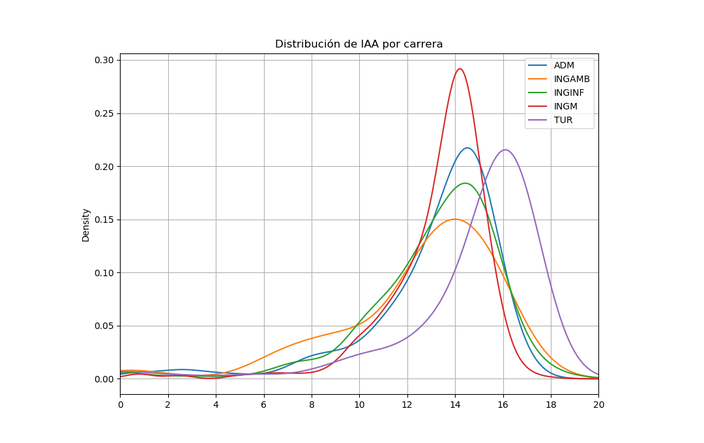 Distribución de IAA por carrera
ADM
INGAMB
INGINF
INGM
TUR
Density
0.30
0.25
0.20
0.15
0.10
0.05
0.00
0 2 4 6 8 10 12 14 16 18 20